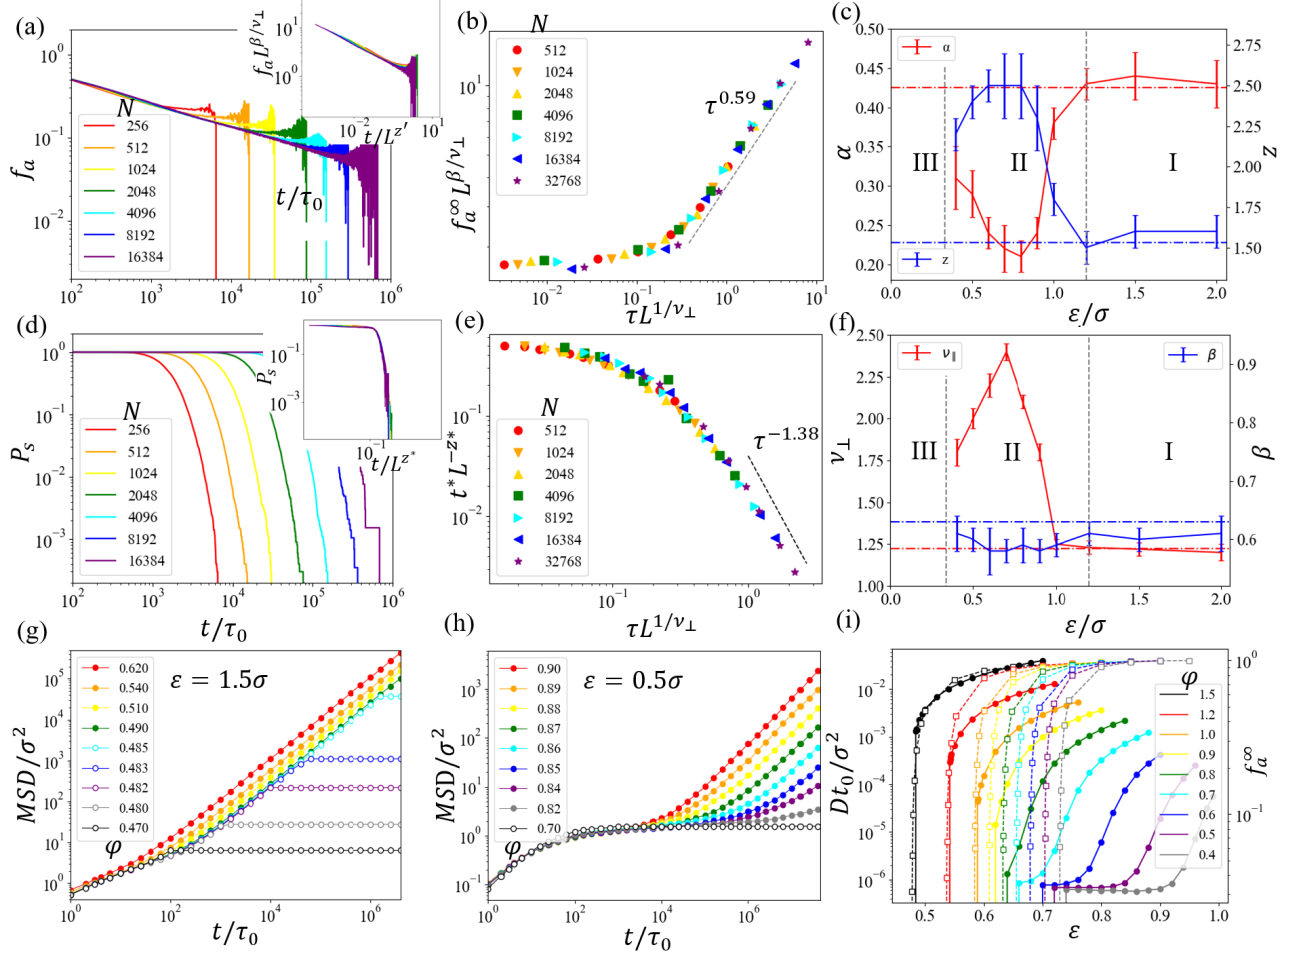 (a)
f_a
10^0
10^-1
10^-2
N
256
512
1024
2048
4096
8192
16384
10^2
10^3
10^4
10^5
10^6
t/τ_0
f_a L^{β/ν⊥}
10^1
10^0
10^-2
10^1
t/L^{z'}
(b)
f_a^∞ L^{β/ν⊥}
10^1
N
512
1024
2048
4096
8192
16384
32768
τ^{0.59}
10^-2
10^-1
10^0
10^1
τL^{1/ν⊥}
(c)
α
0.50
0.45
0.40
0.35
0.30
0.25
0.20
α
z
III
II
I
2.75
2.50
2.25
2.00
1.75
1.50
z
0.0
0.5
1.0
1.5
2.0
ε/σ
(d)
P_s
10^0
10^-1
10^-2
10^-3
N
256
512
1024
2048
4096
8192
16384
10^2
10^3
10^4
10^5
10^6
t/τ_0
P_s
10^-1
10^-3
10^-1
t/L^{z*}
(e)
t* L^{-z*}
10^-1
10^-2
N
512
1024
2048
4096
8192
16384
32768
τ^{-1.38}
10^-1
10^0
τL^{1/ν⊥}
(f)
ν⊥
2.50
2.25
2.00
1.75
1.50
1.25
1.00
ν∥
β
III
II
I
0.9
0.8
0.7
0.6
β
0.0
0.5
1.0
1.5
2.0
ε/σ
(g)
MSD/σ^2
10^5
10^4
10^3
10^2
10^1
10^0
0.620
0.540
0.510
0.490
0.485
0.483
0.482
0.480
0.470
φ
ε = 1.5σ
10^0
10^2
10^4
10^6
t/τ_0
(h)
MSD/σ^2
10^4
10^3
10^2
10^1
10^0
10^-1
0.90
0.89
0.88
0.87
0.86
0.85
0.84
0.82
0.70
φ
ε = 0.5σ
10^0
10^2
10^4
10^6
t/τ_0
(i)
Dt_0/σ^2
10^-2
10^-3
10^-4
10^-5
10^-6
φ
1.5
1.2
1.0
0.9
0.8
0.7
0.6
0.5
0.4
10^0
10^-1
f_a^∞
0.5
0.6
0.7
0.8
0.9
1.0
ε